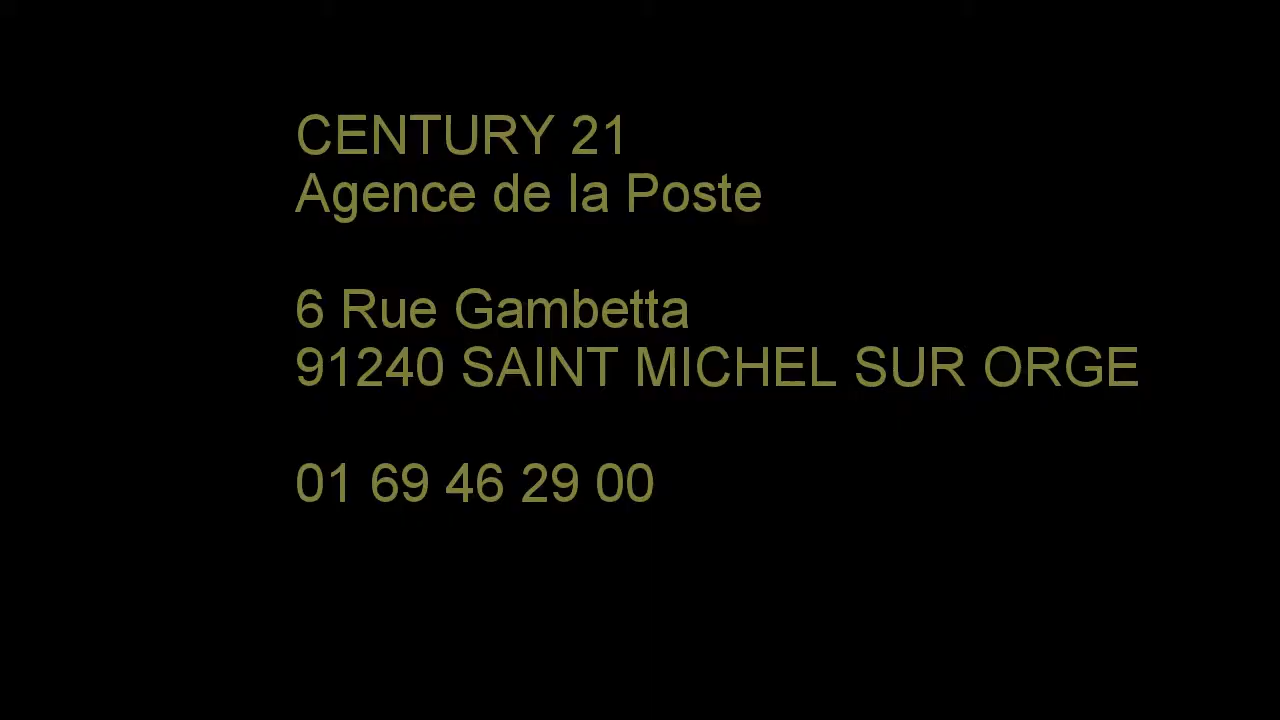 CENTURY 21
Agence de la Poste
6 Rue Gambetta
91240 SAINT MICHEL SUR ORGE
01 69 46 29 00